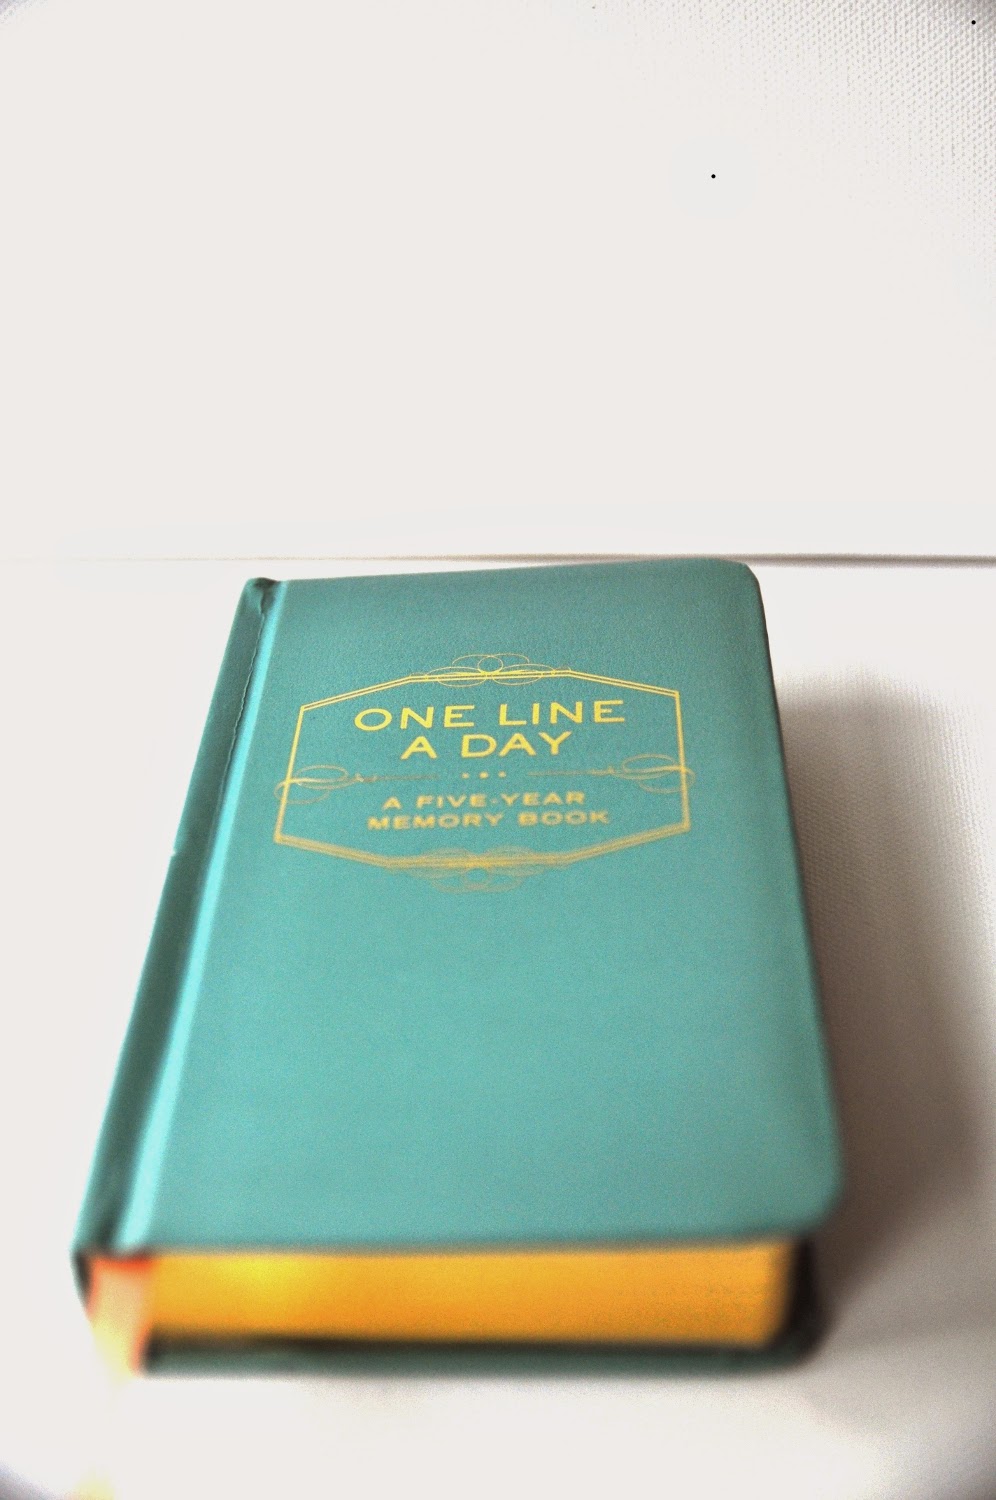 ONE LINE
A DAY
A FIVE-YEAR
MEMORY BOOK